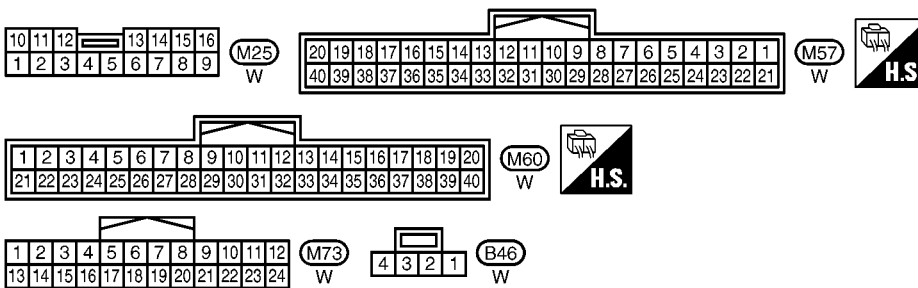 10 11 12 13 14 15 16
1 2 3 4 5 6 7 8 9
M25
W
20 19 18 17 16 15 14 13 12 11 10 9 8 7 6 5 4 3 2 1
40 39 38 37 36 35 34 33 32 31 30 29 28 27 26 25 24 23 22 21
M57
W
H.S
1 2 3 4 5 6 7 8 9 10 11 12 13 14 15 16 17 18 19 20
21 22 23 24 25 26 27 28 29 30 31 32 33 34 35 36 37 38 39 40
M60
W
H.S.
1 2 3 4 5 6 7 8 9 10 11 12
13 14 15 16 17 18 19 20 21 22 23 24
M73
W
4 3 2 1
B46
W